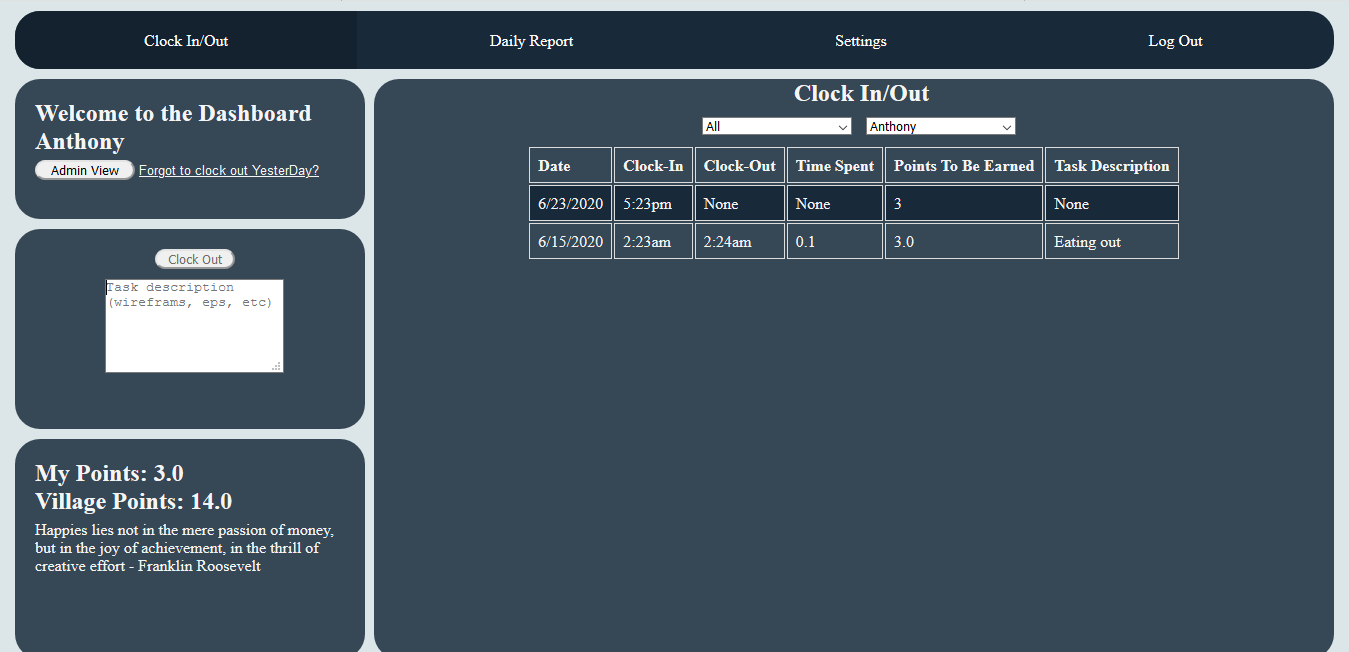 Clock In/Out
Daily Report
Settings
Log Out
Welcome to the Dashboard
Anthony
Admin View
Forgot to clock out YesterDay?
Clock Out
Task description
(wireframs, eps, etc)
My Points: 3.0
Village Points: 14.0
Happies lies not in the mere passion of money,
but in the joy of achievement, in the thrill of
creative effort - Franklin Roosevelt
Clock In/Out
All
Anthony
Date Clock-In Clock-Out Time Spent Points To Be Earned Task Description
6/23/2020 5:23pm None None 3 None
6/15/2020 2:23am 2:24am 0.1 3.0 Eating out